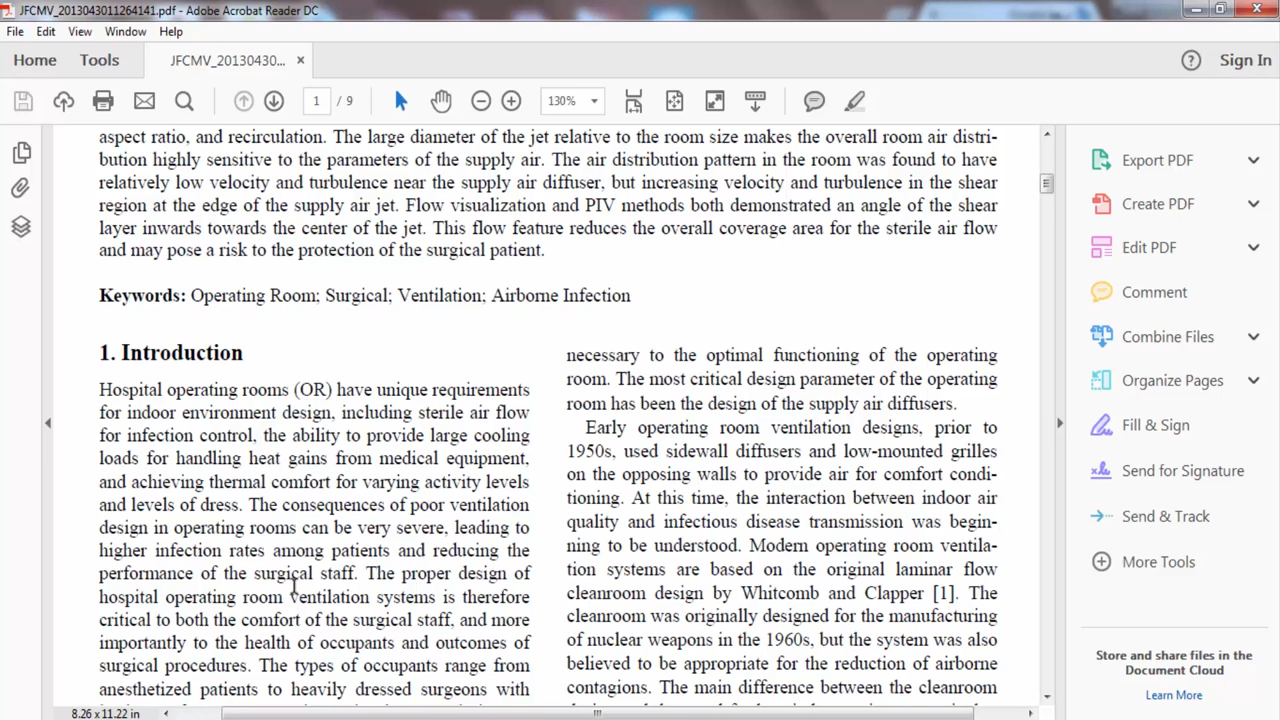 JFCMV_2013043011264141.pdf - Adobe Acrobat Reader DC
File Edit View Window Help
Home Tools JFCMV_20130430... × Sign In
1 / 9 130%
aspect ratio, and recirculation. The large diameter of the jet relative to the room size makes the overall room air distri-
bution highly sensitive to the parameters of the supply air. The air distribution pattern in the room was found to have
relatively low velocity and turbulence near the supply air diffuser, but increasing velocity and turbulence in the shear
region at the edge of the supply air jet. Flow visualization and PIV methods both demonstrated an angle of the shear
layer inwards towards the center of the jet. This flow feature reduces the overall coverage area for the sterile air flow
and may pose a risk to the protection of the surgical patient.
Keywords: Operating Room; Surgical; Ventilation; Airborne Infection
1. Introduction
Hospital operating rooms (OR) have unique requirements
for indoor environment design, including sterile air flow
for infection control, the ability to provide large cooling
loads for handling heat gains from medical equipment,
and achieving thermal comfort for varying activity levels
and levels of dress. The consequences of poor ventilation
design in operating rooms can be very severe, leading to
higher infection rates among patients and reducing the
performance of the surgical staff. The proper design of
hospital operating room ventilation systems is therefore
critical to both the comfort of the surgical staff, and more
importantly to the health of occupants and outcomes of
surgical procedures. The types of occupants range from
anesthetized patients to heavily dressed surgeons with
necessary to the optimal functioning of the operating
room. The most critical design parameter of the operating
room has been the design of the supply air diffusers.
Early operating room ventilation designs, prior to
1950s, used sidewall diffusers and low-mounted grilles
on the opposing walls to provide air for comfort condi-
tioning. At this time, the interaction between indoor air
quality and infectious disease transmission was begin-
ning to be understood. Modern operating room ventila-
tion systems are based on the original laminar flow
cleanroom design by Whitcomb and Clapper [1]. The
cleanroom was originally designed for the manufacturing
of nuclear weapons in the 1960s, but the system was also
believed to be appropriate for the reduction of airborne
contagions. The main difference between the cleanroom
Export PDF
Create PDF
Edit PDF
Comment
Combine Files
Organize Pages
Fill & Sign
Send for Signature
Send & Track
More Tools
Store and share files in the
Document Cloud
Learn More
8.26 x 11.22 in